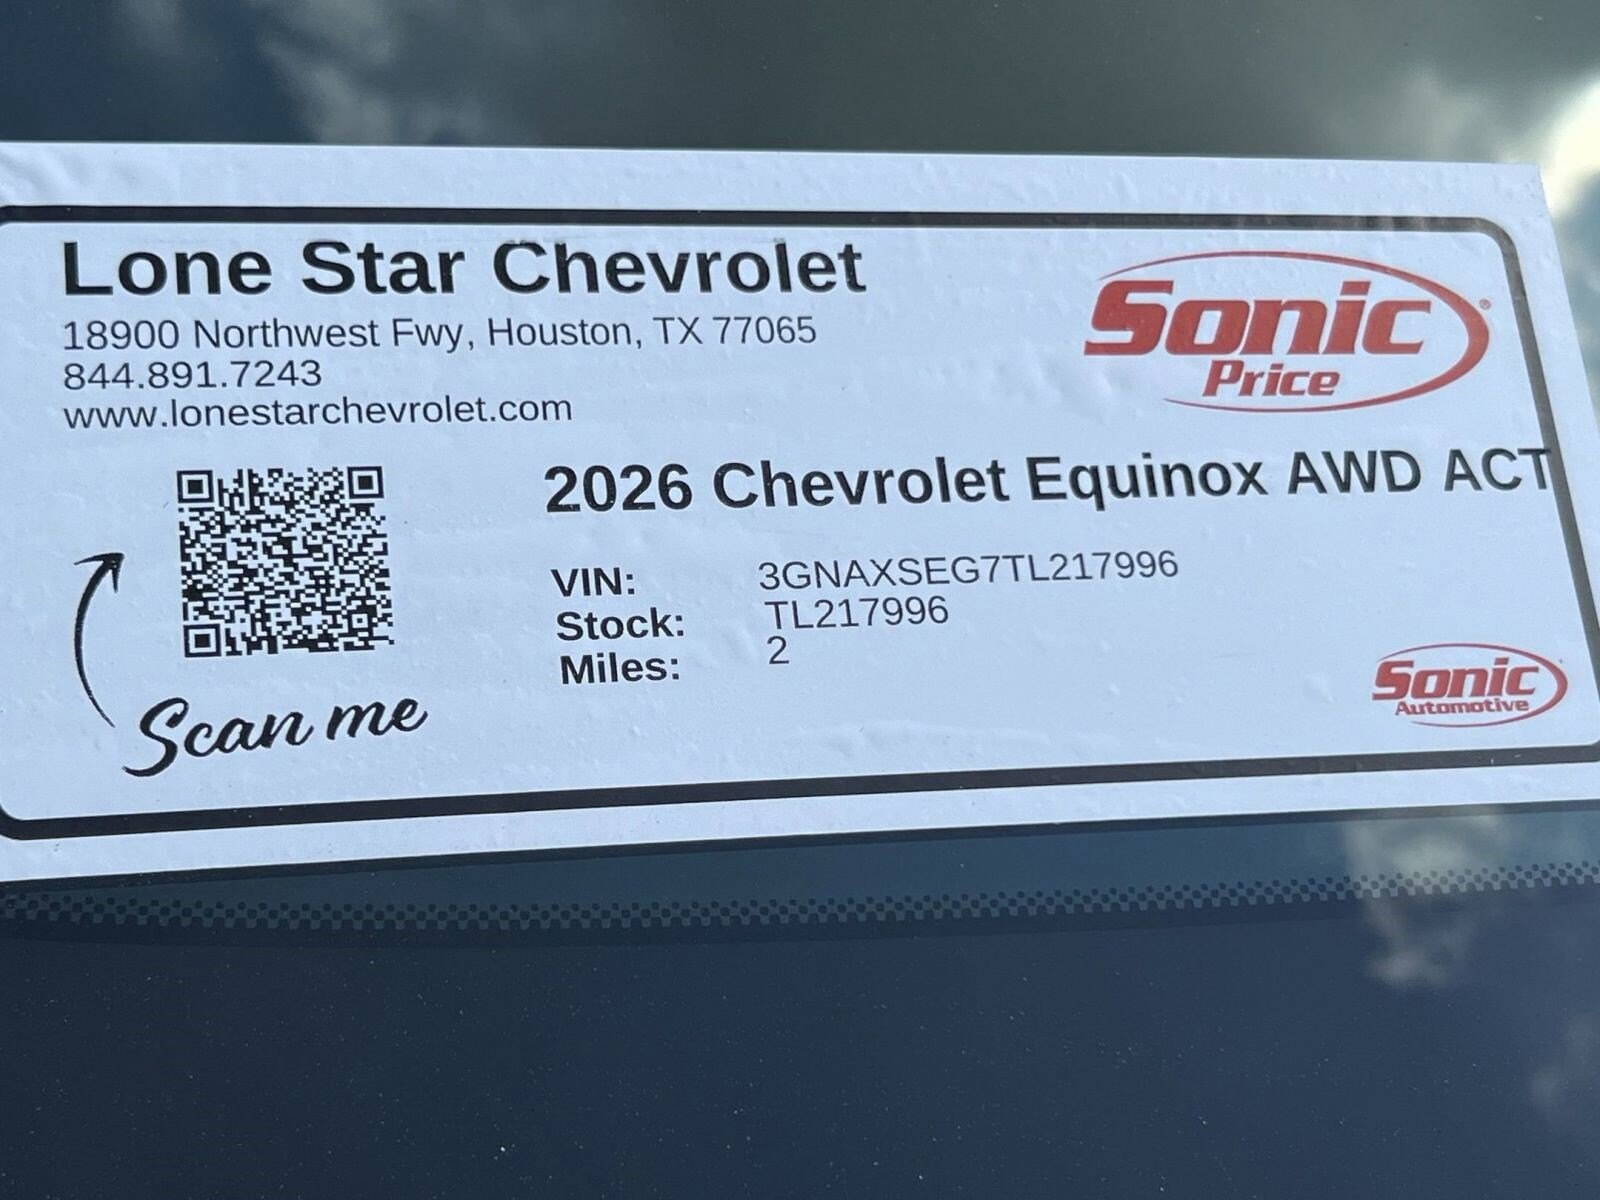 Lone Star Chevrolet
18900 Northwest Fwy, Houston, TX 77065
844.891.7243
www.lonestarchevrolet.com
Sonic®
Price
2026 Chevrolet Equinox AWD ACT
VIN: 3GNAXSEG7TL217996
Stock: TL217996
Miles: 2
Scan me
Sonic
Automotive